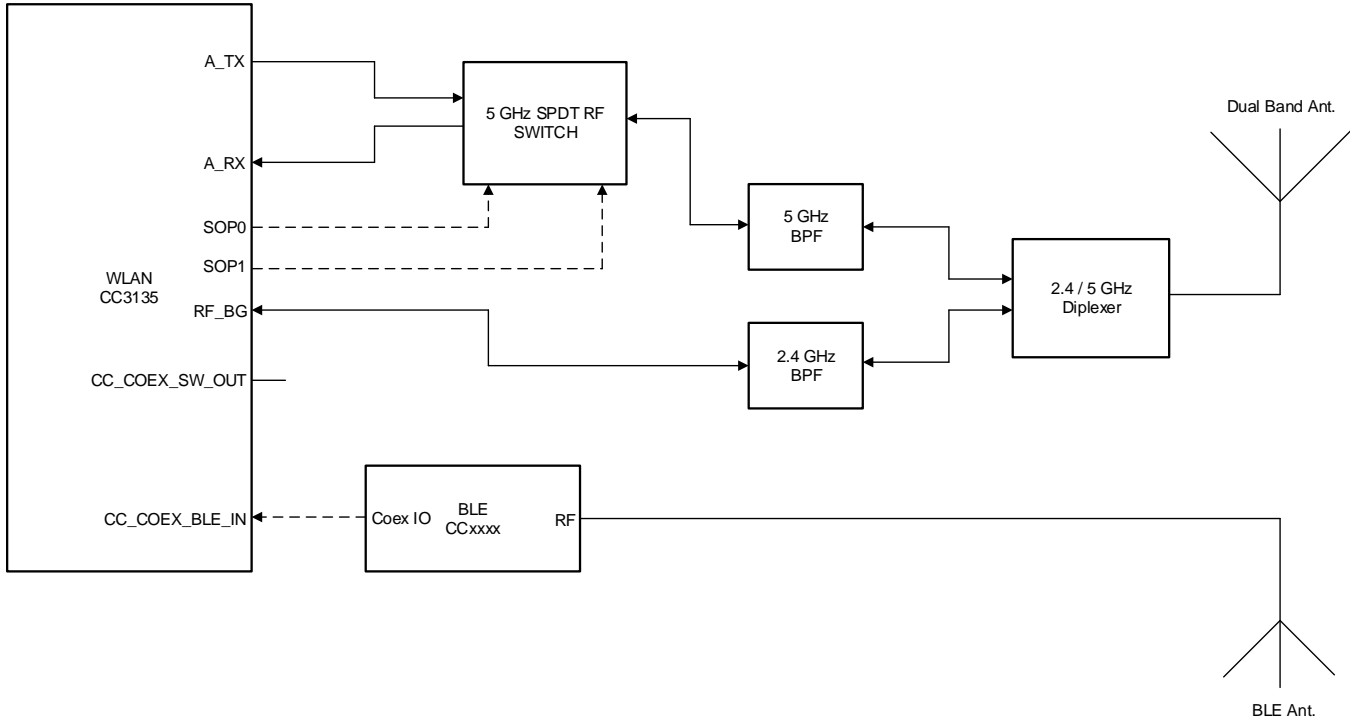 A_TX
A_RX
SOP0
SOP1
WLAN
CC3135
RF_BG
CC_COEX_SW_OUT
CC_COEX_BLE_IN
5 GHz SPDT RF
SWITCH
5 GHz
BPF
2.4 GHz
BPF
2.4 / 5 GHz
Diplexer
Dual Band Ant.
Coex IO
BLE
CCxxxx
RF
BLE Ant.